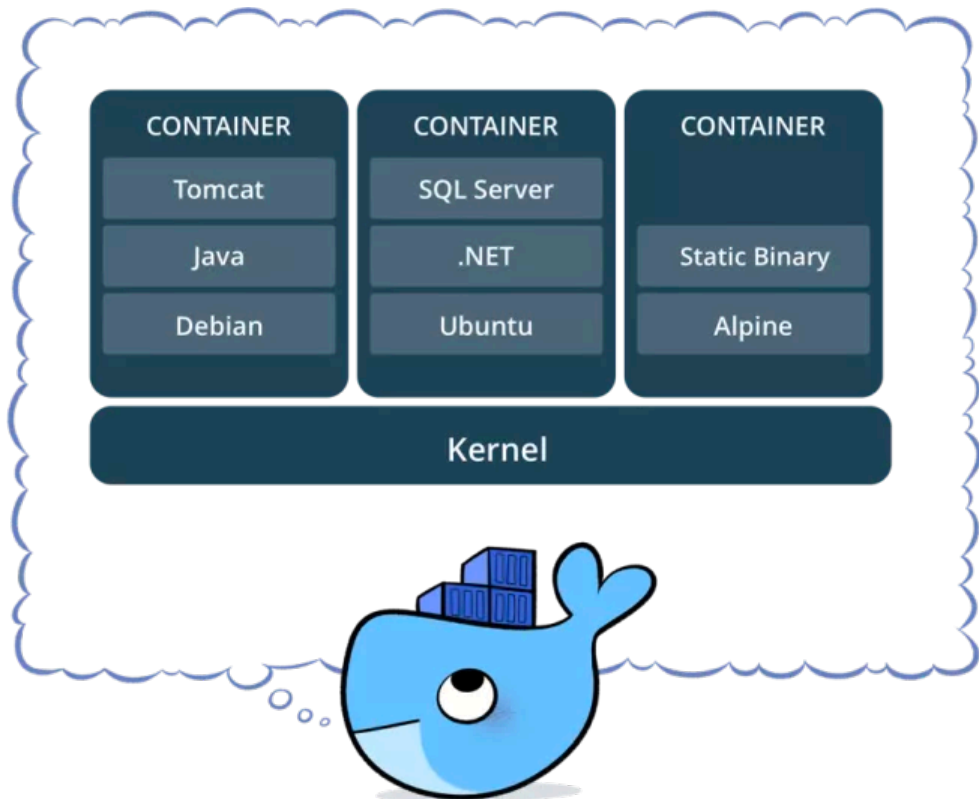 CONTAINER
Tomcat
Java
Debian
CONTAINER
SQL Server
.NET
Ubuntu
CONTAINER
Static Binary
Alpine
Kernel